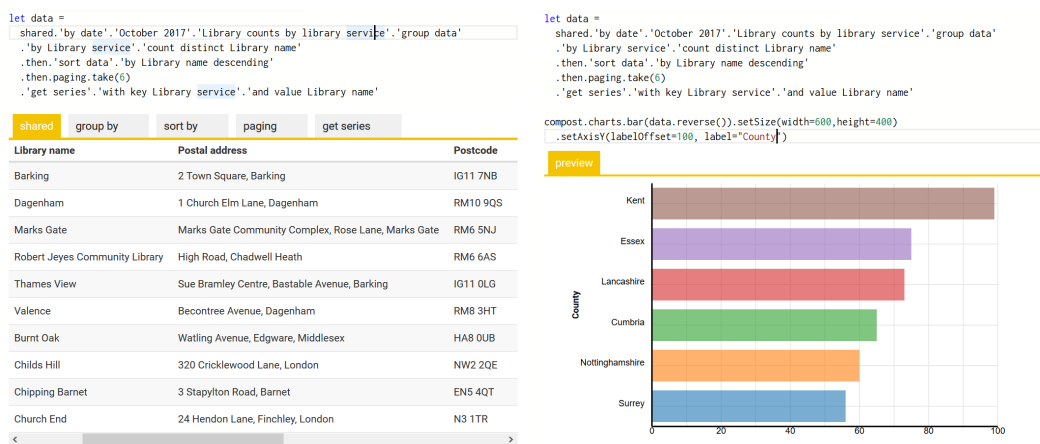 let data =
shared.'by date'.'October 2017'.'Library counts by library service'.'group data'
.'by Library service'.'count distinct Library name'
.then.'sort data'.'by Library name descending'
.then.paging.take(6)
.'get series'.'with key Library service'.'and value Library name'
shared group by sort by paging get series
Library name Postal address Postcode
Barking 2 Town Square, Barking IG11 7NB
Dagenham 1 Church Elm Lane, Dagenham RM10 9QS
Marks Gate Marks Gate Community Complex, Rose Lane, Marks Gate RM6 5NJ
Robert Jeyes Community Library High Road, Chadwell Heath RM6 6AS
Thames View Sue Bramley Centre, Bastable Avenue, Barking IG11 0LG
Valence Becontree Avenue, Dagenham RM8 3HT
Burnt Oak Watling Avenue, Edgware, Middlesex HA8 0UB
Childs Hill 320 Cricklewood Lane, London NW2 2QE
Chipping Barnet 3 Stapylton Road, Barnet EN5 4QT
Church End 24 Hendon Lane, Finchley, London N3 1TR
let data =
shared.'by date'.'October 2017'.'Library counts by library service'.'group data'
.'by Library service'.'count distinct Library name'
.then.'sort data'.'by Library name descending'
.then.paging.take(6)
.'get series'.'with key Library service'.'and value Library name'
compost.charts.bar(data.reverse()).setSize(width=600,height=400)
.setAxisY(labelOffset=100, label="County")
preview
Kent
Essex
Lancashire
County
Cumbria
Nottinghamshire
Surrey
0 20 40 60 80 100